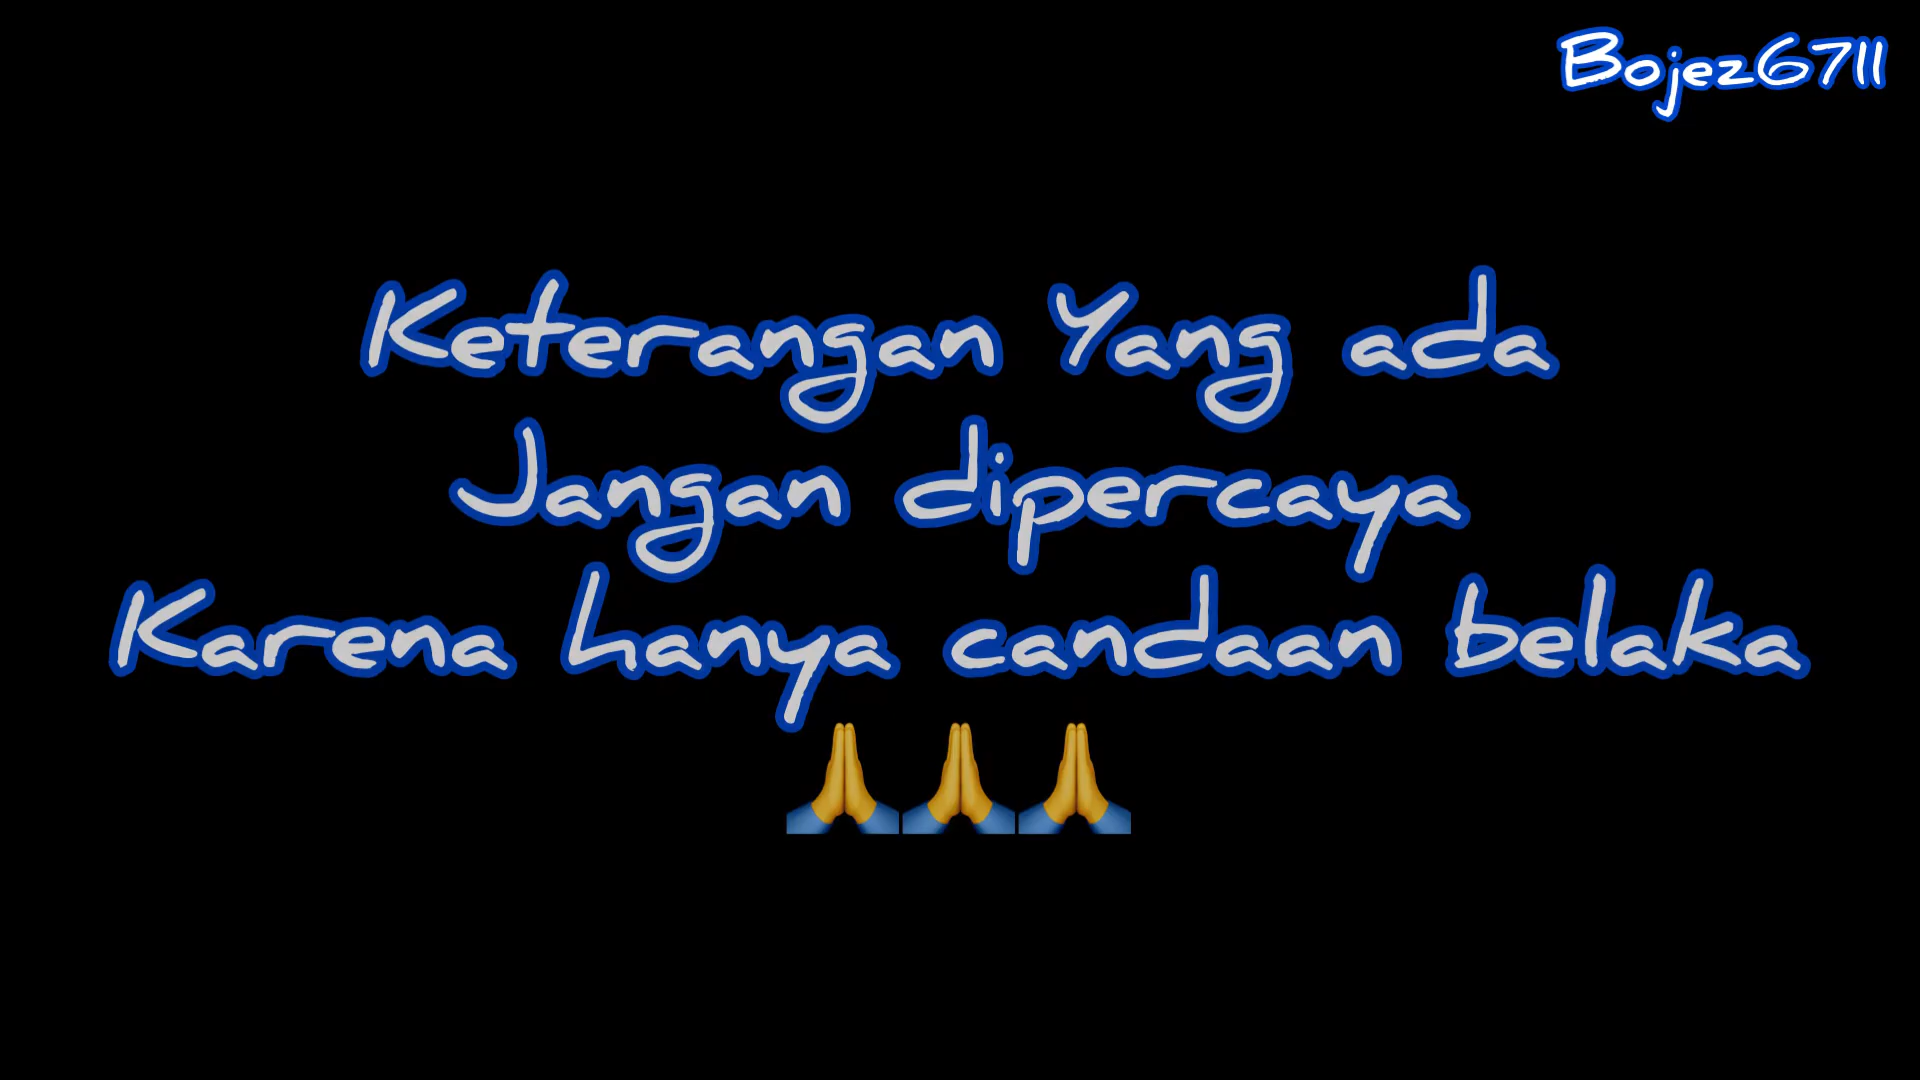 Bojez6711
Keterangan Yang ada
Jangan dipercaya
Karena hanya candaan belaka
🙏🙏🙏